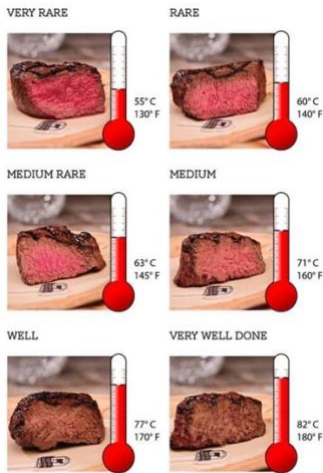 VERY RARE
RARE
55° C
130° F
60° C
140° F
MEDIUM RARE
MEDIUM
63° C
145° F
71° C
160° F
WELL
VERY WELL DONE
77° C
170° F
82° C
180° F